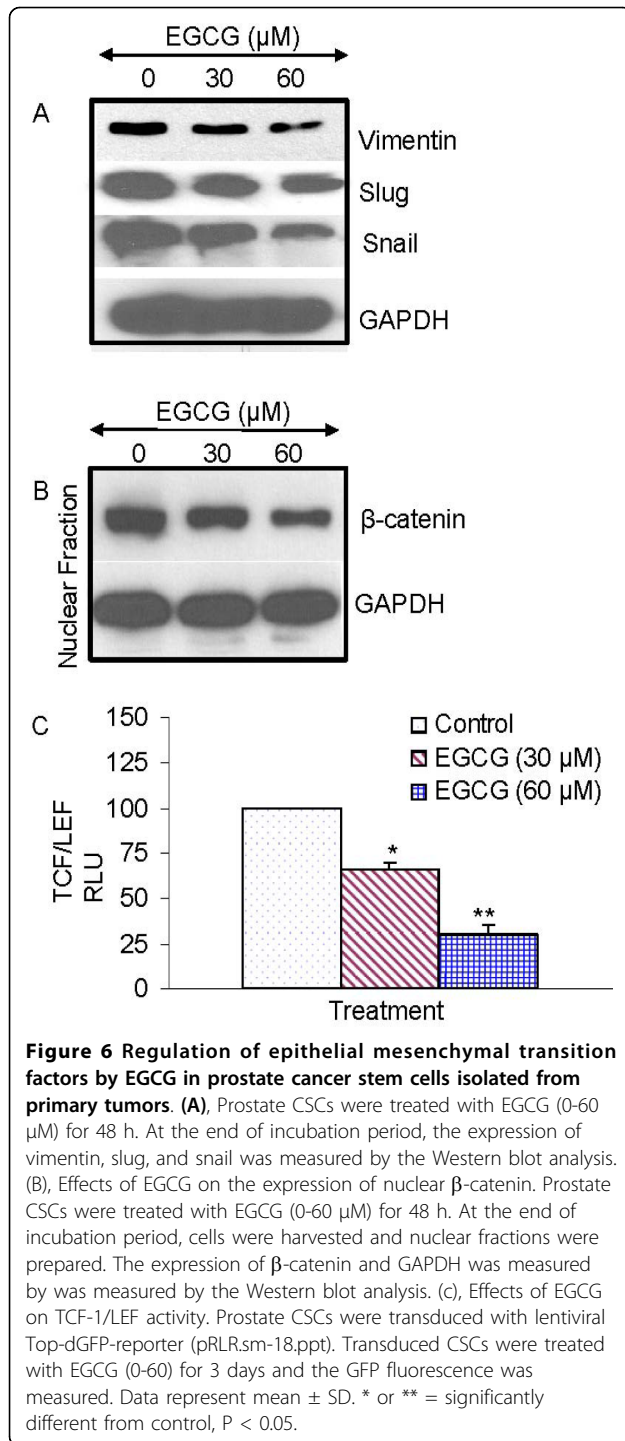 EGCG (µM)
0 30 60
A
Vimentin
Slug
Snail
GAPDH
EGCG (µM)
0 30 60
B
Nuclear Fraction
β-catenin
GAPDH
C
150
125
100
75
50
25
0
TCF/LEF
RLU
Control
EGCG (30 µM)
EGCG (60 µM)
*
**
Treatment
Figure 6 Regulation of epithelial mesenchymal transition
factors by EGCG in prostate cancer stem cells isolated from
primary tumors. (A), Prostate CSCs were treated with EGCG (0-60
µM) for 48 h. At the end of incubation period, the expression of
vimentin, slug, and snail was measured by the Western blot analysis.
(B), Effects of EGCG on the expression of nuclear β-catenin. Prostate
CSCs were treated with EGCG (0-60 µM) for 48 h. At the end of
incubation period, cells were harvested and nuclear fractions were
prepared. The expression of β-catenin and GAPDH was measured
by was measured by the Western blot analysis. (c), Effects of EGCG
on TCF-1/LEF activity. Prostate CSCs were transduced with lentiviral
Top-dGFP-reporter (pRLR.sm-18.ppt). Transduced CSCs were treated
with EGCG (0-60) for 3 days and the GFP fluorescence was
measured. Data represent mean ± SD. * or ** = significantly
different from control, P < 0.05.